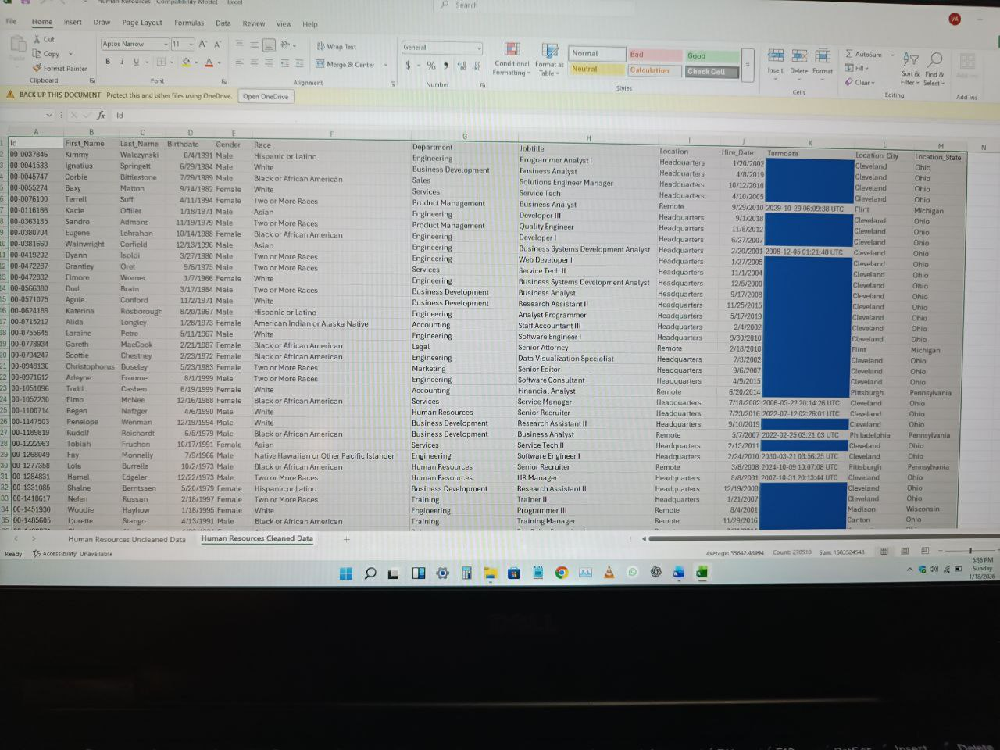 Human Resources [Compatibility Mode] - Excel
Search
VA
File Home Insert Draw Page Layout Formulas Data Review View Help
Paste Cut Copy Format Painter Clipboard
Aptos Narrow 11 B I U Font
Wrap Text Merge & Center Alignment
General $ % Number
Conditional Formatting Format as Table
Normal Bad Good Neutral Calculation Check Cell Styles
Insert Delete Format Cells
AutoSum Fill Clear Sort & Filter Find & Select Editing
Add-ins Add-ins
BACK UP THIS DOCUMENT Protect this and other files using OneDrive. Open OneDrive
fx Id
A B C D E F G H I J K L M N
1 Id First_Name Last_Name Birthdate Gender Race Department Jobtitle Location Hire_Date Termdate Location_City Location_State
2 00-0037846 Kimmy Walczynski 6/4/1991 Male Hispanic or Latino Engineering Programmer Analyst I Headquarters 1/20/2002 Cleveland Ohio
3 00-0041533 Ignatius Springett 6/29/1984 Male White Business Development Business Analyst Headquarters 4/8/2019 Cleveland Ohio
4 00-0045747 Corbie Bittlestone 7/29/1989 Male Black or African American Sales Solutions Engineer Manager Headquarters 10/12/2010 Cleveland Ohio
5 00-0055274 Baxy Matton 9/14/1982 Female White Services Service Tech Headquarters 4/10/2005 Cleveland Ohio
6 00-0076100 Terrell Suff 4/11/1994 Female Two or More Races Product Management Business Analyst Remote 9/29/2010 2029-10-29 06:09:38 UTC Flint Michigan
7 00-0116166 Kacie Offiler 1/18/1971 Male Asian Engineering Developer III Headquarters 9/1/2018 Cleveland Ohio
8 00-0363185 Sandro Admans 11/19/1979 Male Two or More Races Product Management Quality Engineer Headquarters 11/8/2012 Cleveland Ohio
9 00-0380704 Eugene Lehrahan 10/14/1988 Female Black or African American Engineering Developer I Headquarters 6/27/2007 Cleveland Ohio
10 00-0381660 Wainwright Corfield 12/13/1996 Male Asian Engineering Business Systems Development Analyst Headquarters 2/20/2001 2008-12-05 01:21:48 UTC Cleveland Ohio
11 00-0419202 Dyann Isoldi 3/27/1980 Male Two or More Races Engineering Web Developer I Headquarters 1/27/2005 Cleveland Ohio
12 00-0472287 Grantley Oret 9/6/1975 Male Two or More Races Services Service Tech II Headquarters 11/1/2004 Cleveland Ohio
13 00-0472832 Elmore Worner 1/7/1966 Female White Engineering Business Systems Development Analyst Headquarters 12/5/2000 Cleveland Ohio
14 00-0566380 Dud Brain 3/17/1984 Male Two or More Races Business Development Business Analyst Headquarters 9/17/2008 Cleveland Ohio
15 00-0571075 Aguie Conford 11/2/1971 Male White Business Development Research Assistant II Headquarters 11/25/2015 Cleveland Ohio
16 00-0624189 Katerina Rosborough 8/20/1967 Male Hispanic or Latino Engineering Analyst Programmer Headquarters 5/17/2019 Cleveland Ohio
17 00-0715212 Alida Longley 1/28/1973 Female American Indian or Alaska Native Accounting Staff Accountant III Headquarters 2/4/2002 Cleveland Ohio
18 00-0755645 Laraine Petre 5/11/1967 Male White Engineering Software Engineer I Headquarters 9/30/2010 Cleveland Ohio
19 00-0778934 Gareth MacCook 2/21/1987 Female Black or African American Legal Senior Attorney Remote 2/18/2010 Flint Michigan
20 00-0794247 Scottie Chestney 2/23/1972 Female Black or African American Engineering Data Visualization Specialist Headquarters 7/3/2002 Cleveland Ohio
21 00-0948136 Christophorus Boseley 5/23/1983 Female Two or More Races Marketing Senior Editor Headquarters 9/6/2007 Cleveland Ohio
22 00-0971612 Arleyne Froome 8/1/1999 Male Two or More Races Engineering Software Consultant Headquarters 4/9/2015 Cleveland Ohio
23 00-1051096 Todd Cashen 6/19/1999 Female White Accounting Financial Analyst Remote 6/20/2014 Pittsburgh Pennsylvania
24 00-1052230 Elmo McNee 12/16/1988 Female Black or African American Services Service Manager Headquarters 7/18/2002 2006-05-22 20:14:26 UTC Cleveland Ohio
25 00-1100714 Regen Nafzger 4/6/1990 Male White Human Resources Senior Recruiter Headquarters 7/23/2016 2022-07-12 02:26:01 UTC Cleveland Ohio
26 00-1147503 Penelope Wenman 12/19/1994 Male White Business Development Research Assistant II Headquarters 9/10/2019 Cleveland Ohio
27 00-1189819 Rudolf Reichardt 6/5/1979 Male Black or African American Business Development Business Analyst Remote 5/7/2007 2022-02-25 03:21:03 UTC Philadelphia Pennsylvania
28 00-1222963 Tobiah Fruchon 10/17/1991 Female Asian Services Service Tech II Headquarters 2/13/2011 Cleveland Ohio
29 00-1268049 Fay Monnelly 7/9/1966 Male Native Hawaiian or Other Pacific Islander Engineering Software Engineer I Headquarters 2/24/2010 2030-03-21 03:56:25 UTC Cleveland Ohio
30 00-1277358 Lola Burrells 10/2/1973 Male Black or African American Human Resources Senior Recruiter Remote 3/8/2008 2024-10-09 10:07:08 UTC Pittsburgh Pennsylvania
31 00-1284831 Hamel Edgeler 12/22/1973 Male Two or More Races Human Resources HR Manager Headquarters 8/8/2001 2007-10-31 20:13:44 UTC Cleveland Ohio
32 00-1331085 Shaine Berntssen 5/20/1979 Female Hispanic or Latino Business Development Research Assistant II Headquarters 12/19/2008 Cleveland Ohio
33 00-1418617 Nefen Russan 2/18/1997 Female Two or More Races Training Trainer III Headquarters 1/21/2007 Cleveland Ohio
34 00-1451930 Woodie Hayhow 1/18/1995 Female White Engineering Programmer III Remote 8/4/2001 Madison Wisconsin
35 00-1485605 L;urette Stango 4/13/1991 Male Black or African American Training Training Manager Remote 11/29/2016 Canton Ohio
Human Resources Uncleaned Data Human Resources Cleaned Data
Ready Accessibility: Unavailable Average: 35642.48994 Count: 270510 Sum: 1583524543
5:36 PM
Sunday
1/18/2026
DELL
Insert Delete